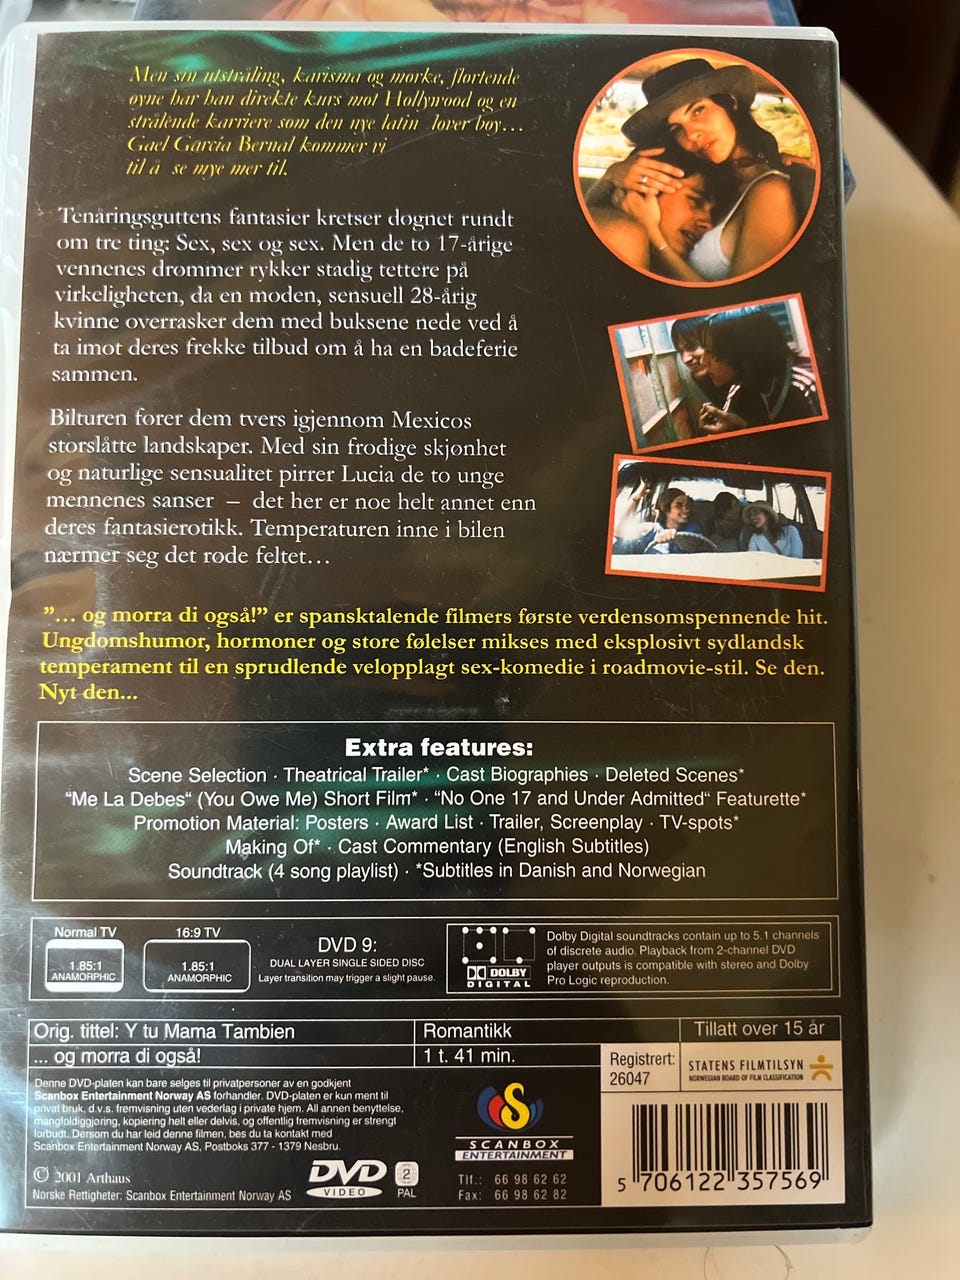 Men sin utstråling, karisma og mørke, flørtende
øyne har han direkte kurs mot Hollywood og en
strålende karriere som den nye latin lover boy...
Gael Garcia Bernal kommer vi
til å se mye mer til.
Tenåringsguttens fantasier kretser døgnet rundt
om tre ting: Sex, sex og sex. Men de to 17-årige
vennenes drømmer rykker stadig tettere på
virkeligheten, da en moden, sensuell 28-årig
kvinne overrasker dem med buksene nede ved å
ta imot deres frekke tilbud om å ha en badeferie
sammen.
Bilturen fører dem tvers igjennom Mexicos
storslåtte landskaper. Med sin frodige skjønhet
og naturlige sensualitet pirrer Lucia de to unge
mennenes sanser – det her er noe helt annet enn
deres fantasierotikk. Temperaturen inne i bilen
nærmer seg det røde feltet...
"... og morra di også!" er spansktalende filmers første verdensomspennende hit.
Ungdomshumor, hormoner og store følelser mikses med eksplosivt sydlandsk
temperament til en sprudlende velopplagt sex-komedie i roadmovie-stil. Se den.
Nyt den...
Extra features:
Scene Selection · Theatrical Trailer* · Cast Biographies · Deleted Scenes*
"Me La Debes" (You Owe Me) Short Film* · "No One 17 and Under Admitted" Featurette*
Promotion Material: Posters · Award List · Trailer, Screenplay · TV-spots*
Making Of* · Cast Commentary (English Subtitles)
Soundtrack (4 song playlist) · *Subtitles in Danish and Norwegian
Normal TV
1.85:1
ANAMORPHIC
16:9 TV
1.85:1
ANAMORPHIC
DVD 9:
DUAL LAYER SINGLE SIDED DISC
Layer transition may trigger a slight pause.
DOLBY
DIGITAL
Dolby Digital soundtracks contain up to 5.1 channels
of discrete audio. Playback from 2-channel DVD
player outputs is compatible with stereo and Dolby
Pro Logic reproduction.
Orig. tittel: Y tu Mama Tambien
... og morra di også!
Romantikk
1 t. 41 min.
Tillatt over 15 år
Registrert:
26047
STATENS FILMTILSYN
NORWEGIAN BOARD OF FILM CLASSIFICATION
Denne DVD-platen kan bare selges til privatpersoner av en godkjent
Scanbox Entertainment Norway AS forhandler. DVD-platen er kun ment til
privat bruk, d.v.s. fremvisning uten vederlag i private hjem. All annen benyttelse,
mangfoldiggjøring, kopiering helt eller delvis, og offentlig fremvisning er strengt
forbudt. Dersom du har leid denne filmen, bes du ta kontakt med
Scanbox Entertainment Norway AS, Postboks 377 - 1379 Nesbru.
© 2001 Arthaus
Norske Rettigheter: Scanbox Entertainment Norway AS
DVD
VIDEO
2
PAL
S
SCANBOX
ENTERTAINMENT
Tlf.: 66 98 62 62
Fax: 66 98 62 82
5 706122 357569